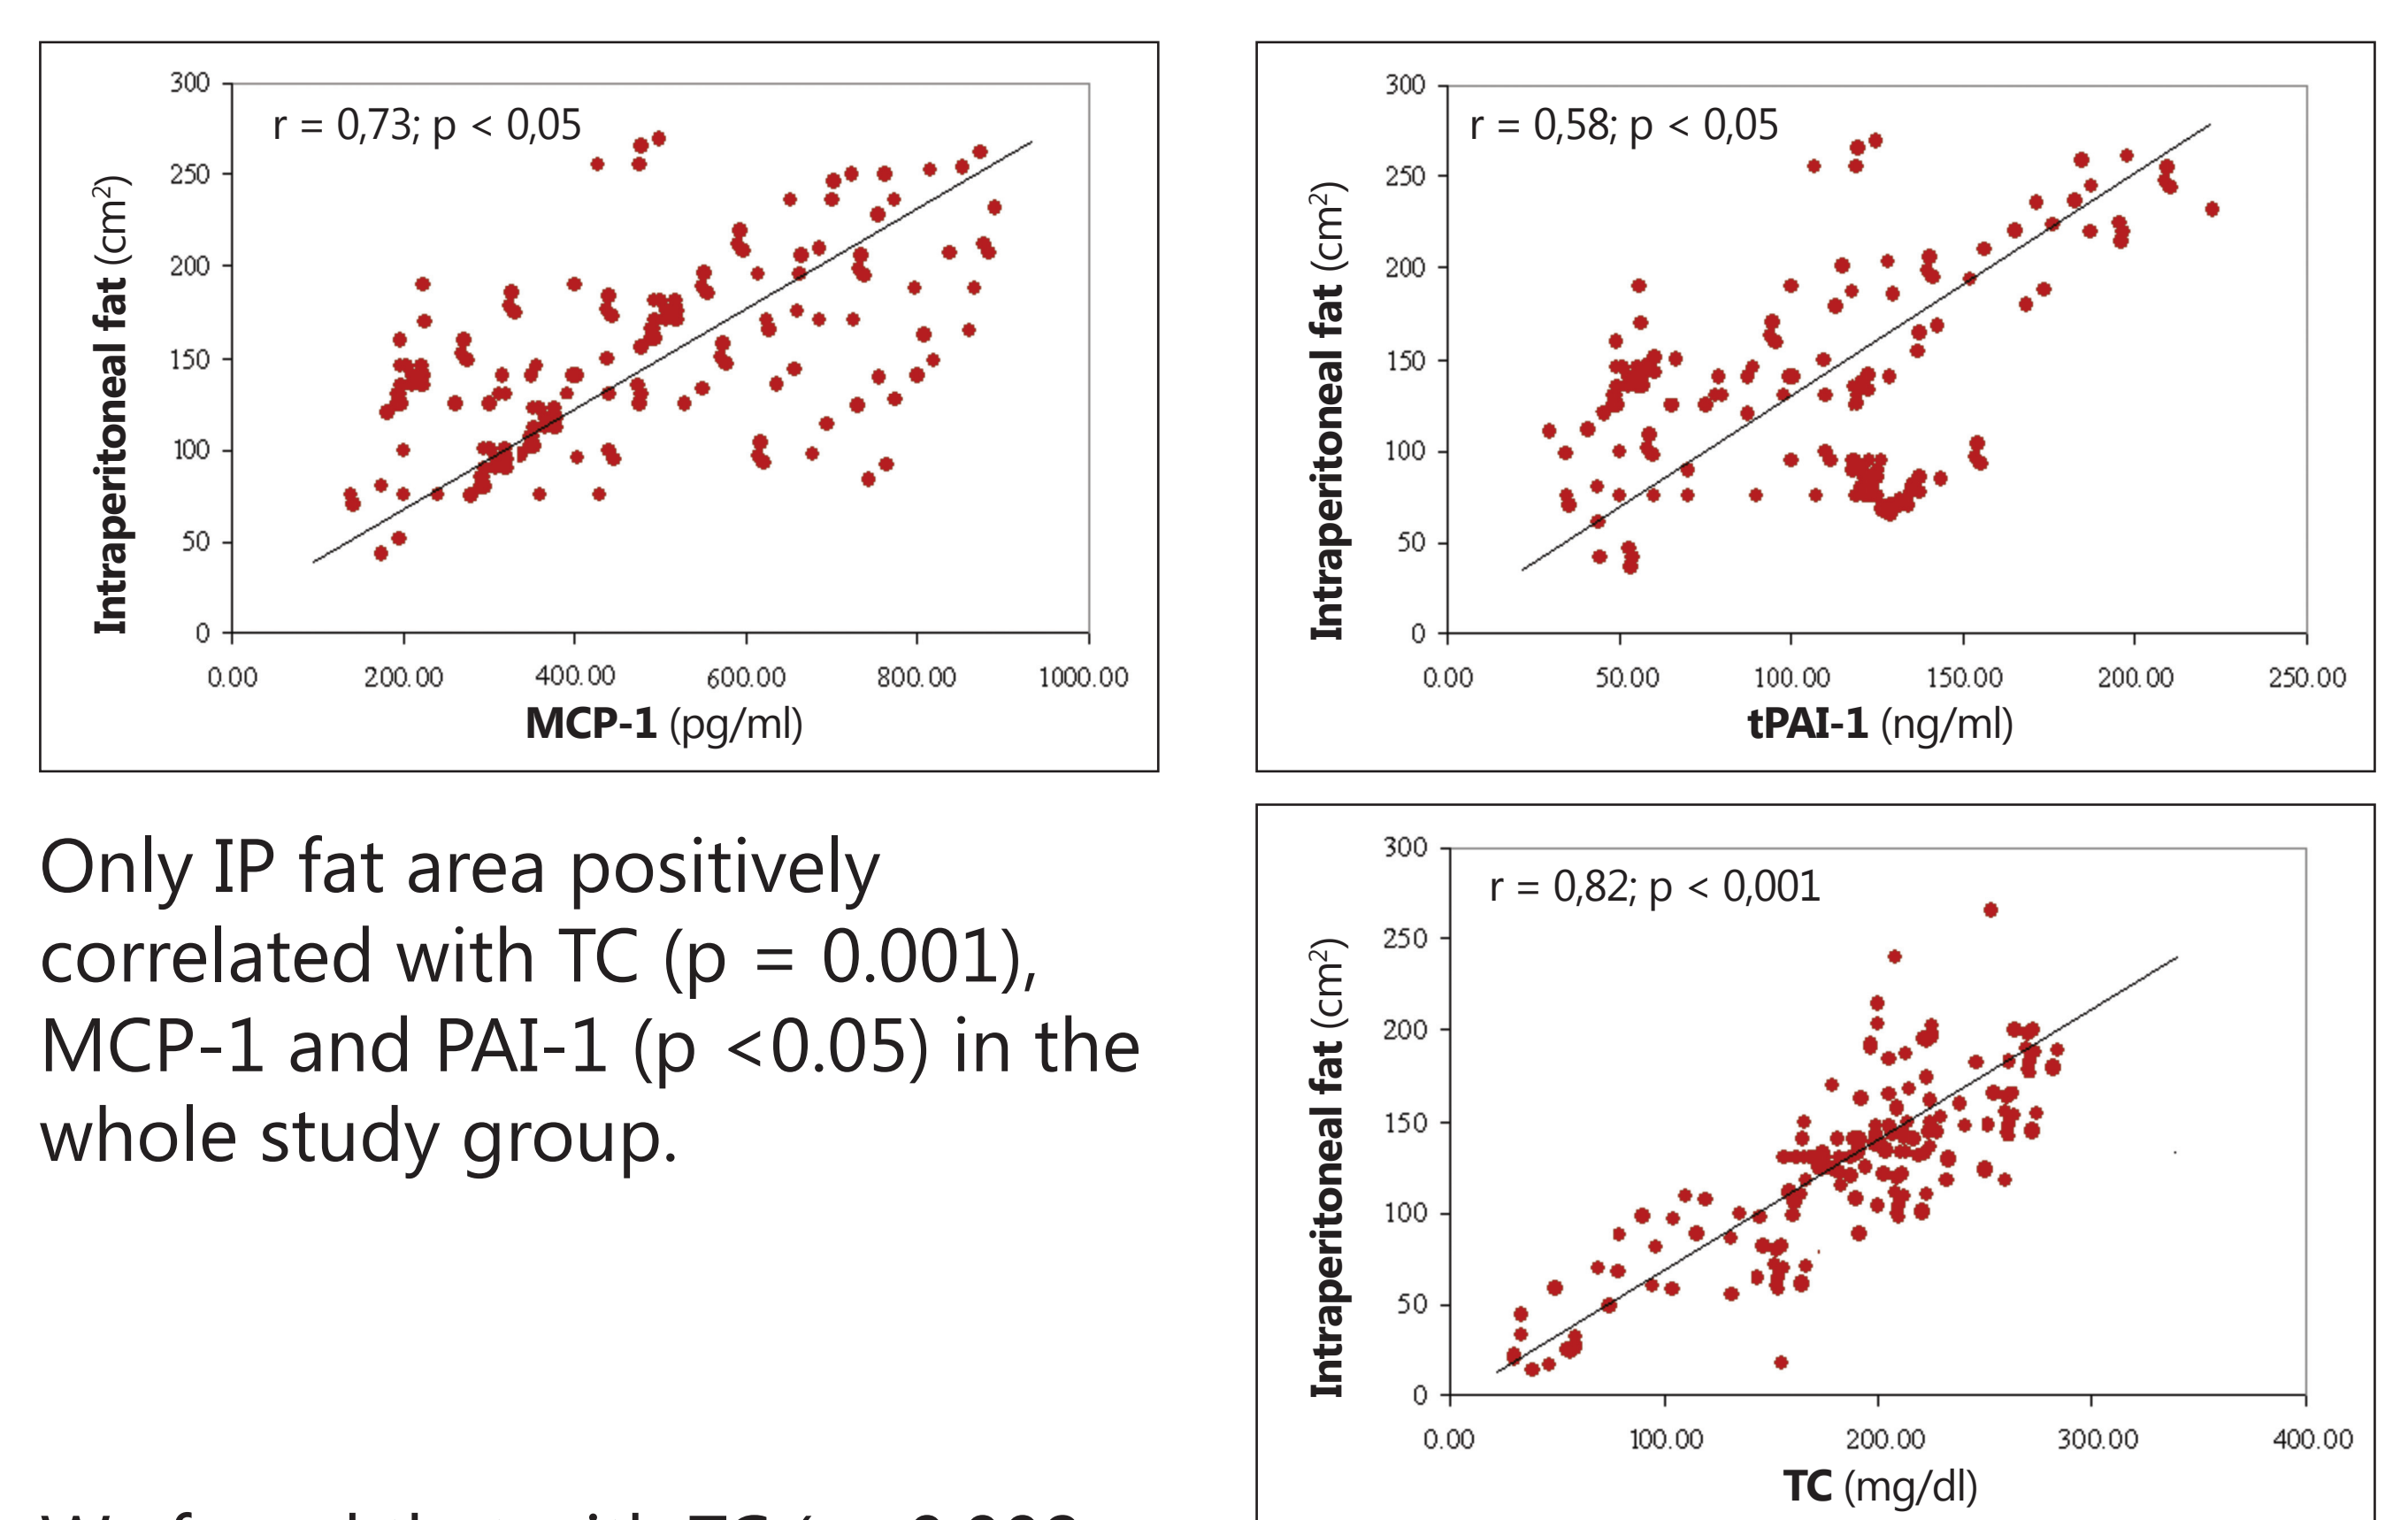 300
r = 0,73; p < 0,05
250
200
150
100
50
0
Intraperitoneal fat (cm²)
0.00 200.00 400.00 600.00 800.00 1000.00
MCP-1 (pg/ml)
300
r = 0,58; p < 0,05
250
200
150
100
50
0
Intraperitoneal fat (cm²)
0.00 50.00 100.00 150.00 200.00 250.00
tPAI-1 (ng/ml)
Only IP fat area positively
correlated with TC (p = 0.001),
MCP-1 and PAI-1 (p <0.05) in the
whole study group.
300
r = 0,82; p < 0,001
250
200
150
100
50
0
Intraperitoneal fat (cm²)
0.00 100.00 200.00 300.00 400.00
TC (mg/dl)